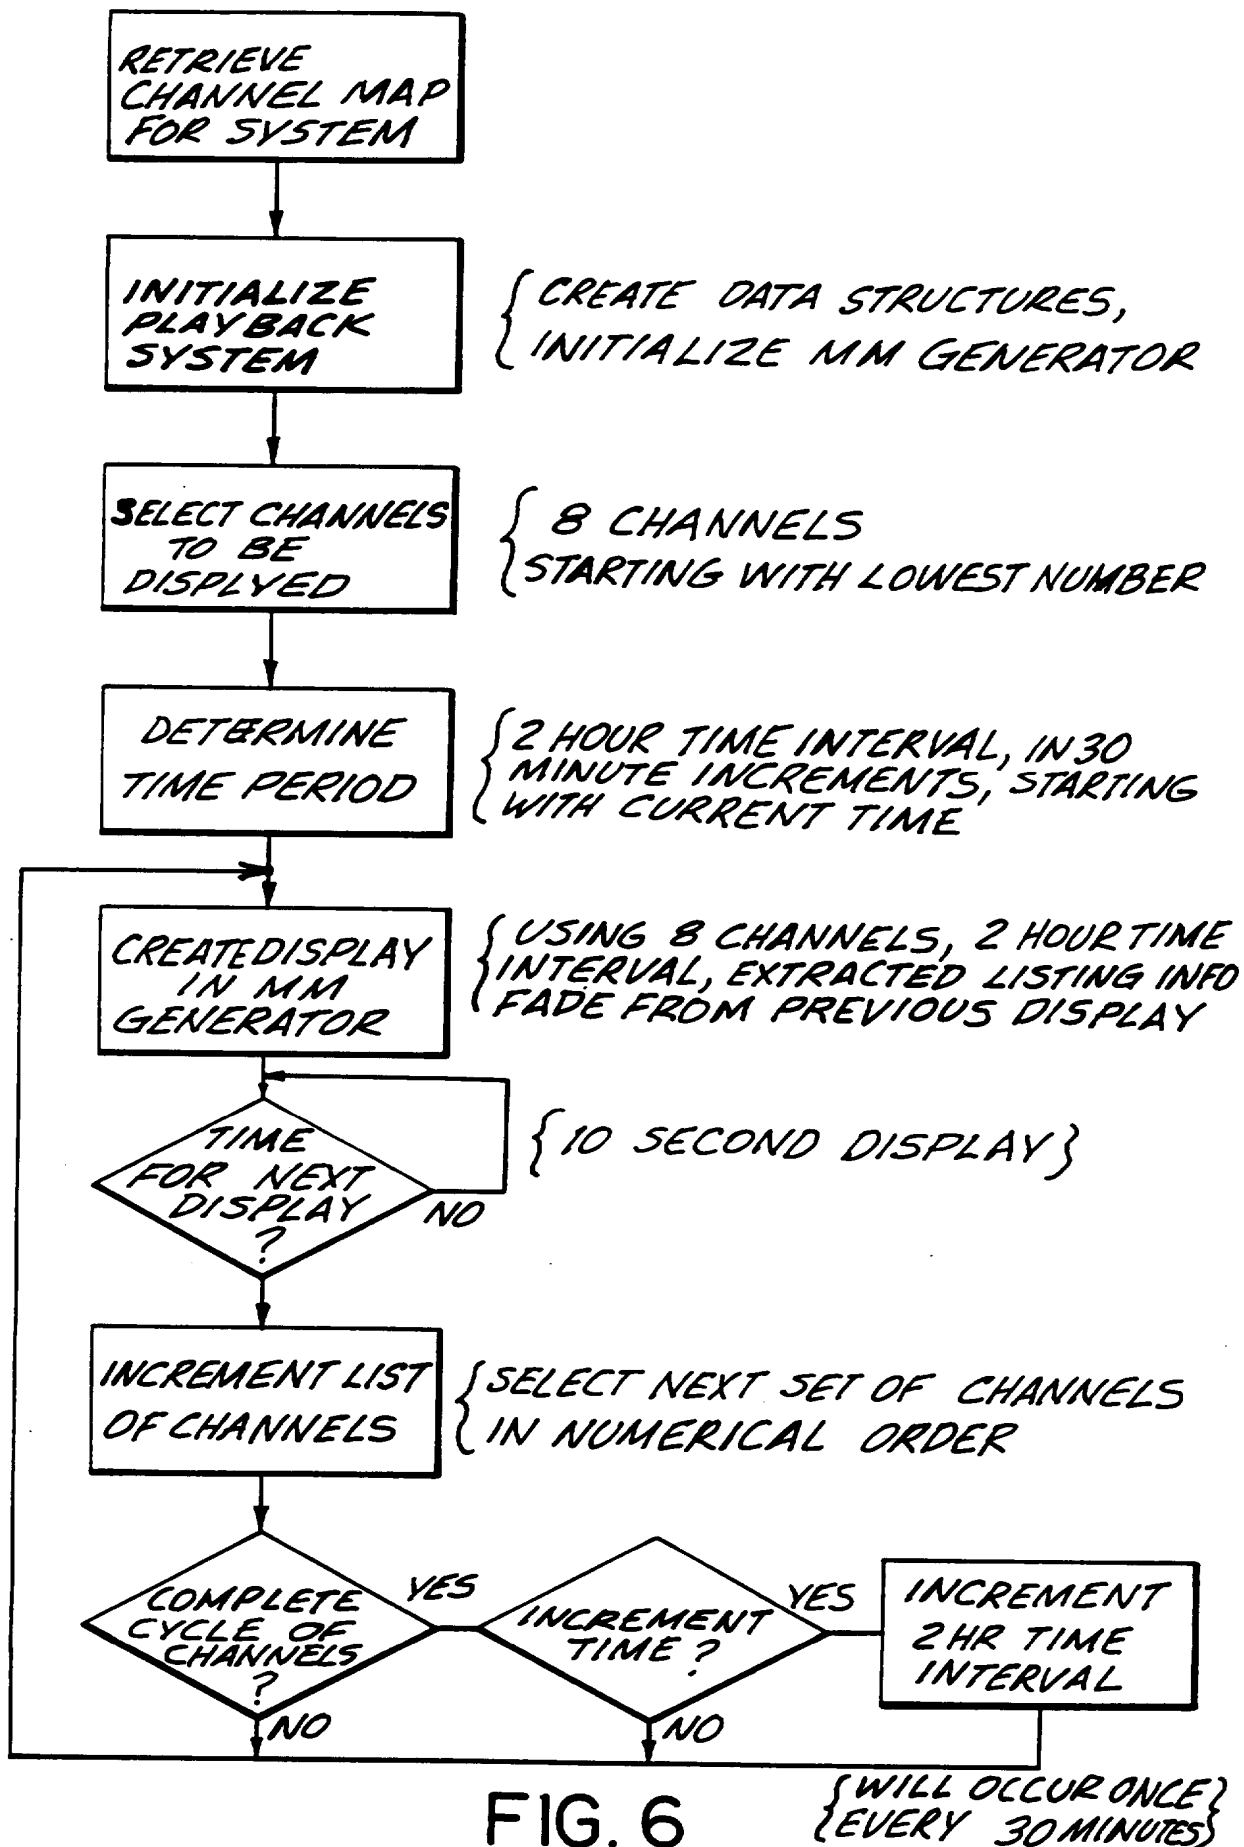 RETRIEVE
CHANNEL MAP
FOR SYSTEM
INITIALIZE
PLAYBACK
SYSTEM
{ CREATE DATA STRUCTURES,
INITIALIZE MM GENERATOR
SELECT CHANNELS
TO BE
DISPLYED
{ 8 CHANNELS
STARTING WITH LOWEST NUMBER
DETERMINE
TIME PERIOD
{ 2 HOUR TIME INTERVAL, IN 30
MINUTE INCREMENTS, STARTING
WITH CURRENT TIME
CREATE DISPLAY
IN MM
GENERATOR
{ USING 8 CHANNELS, 2 HOUR TIME
INTERVAL, EXTRACTED LISTING INFO
FADE FROM PREVIOUS DISPLAY
TIME
FOR NEXT
DISPLAY
?
NO
{ 10 SECOND DISPLAY }
INCREMENT LIST
OF CHANNELS
{ SELECT NEXT SET OF CHANNELS
IN NUMERICAL ORDER
COMPLETE
CYCLE OF
CHANNELS
?
YES
NO
INCREMENT
TIME ?
YES
NO
INCREMENT
2 HR TIME
INTERVAL
{ WILL OCCUR ONCE }
{ EVERY 30 MINUTES }
FIG. 6